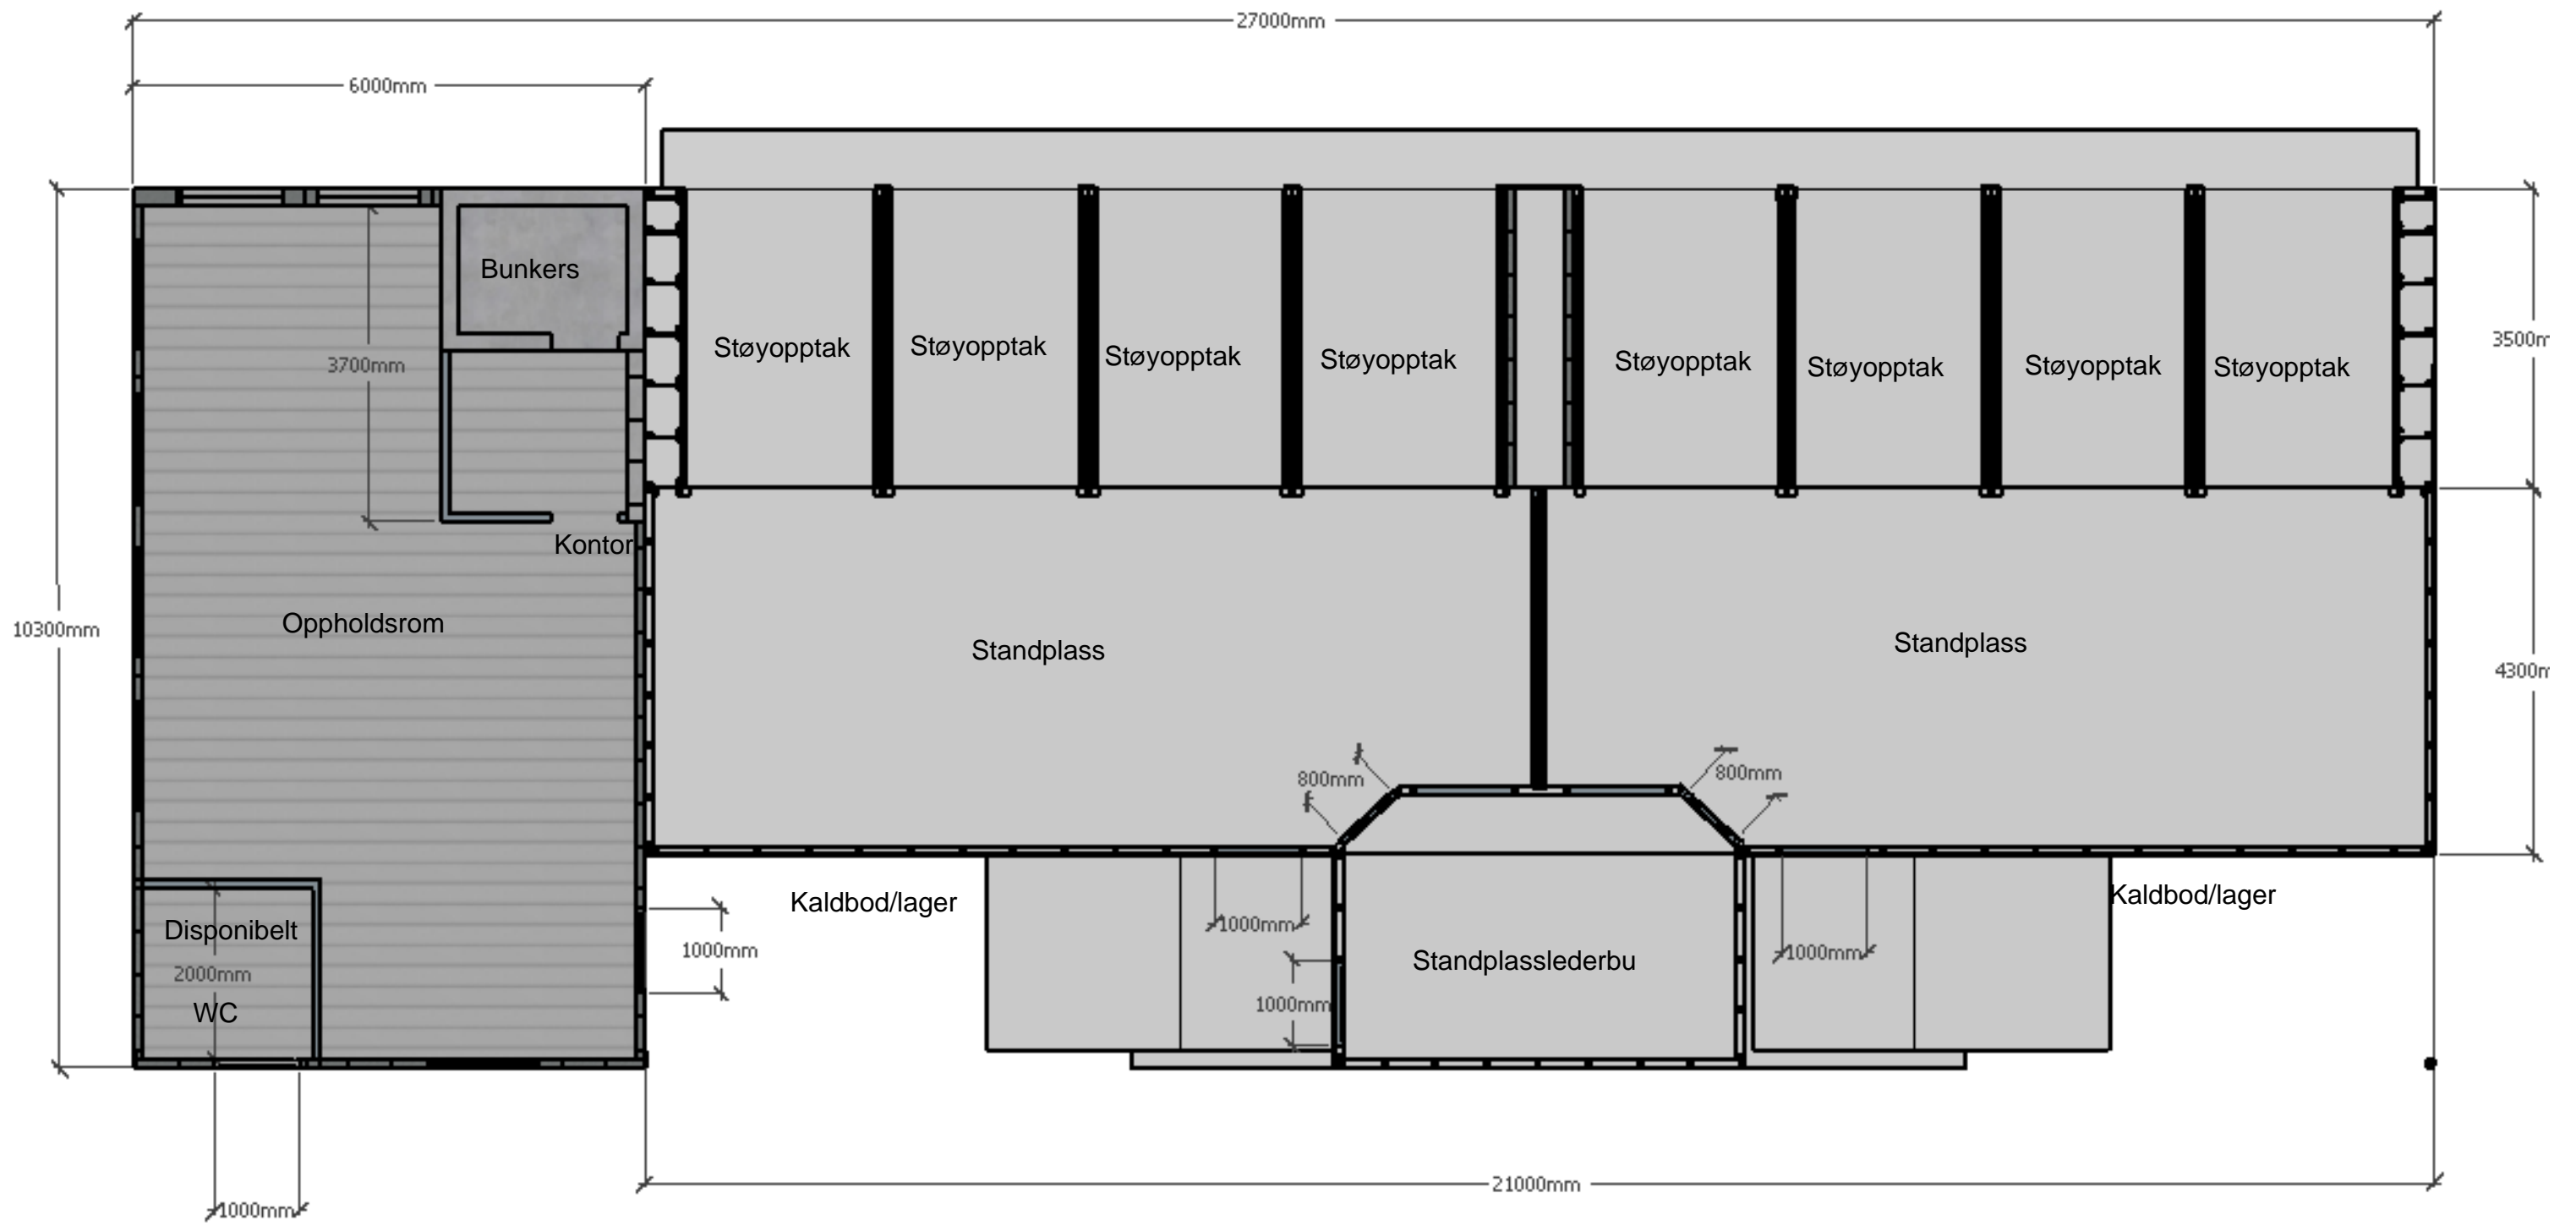 27000mm
6000mm
Bunkers
3700mm
Støyopptak
Støyopptak
Støyopptak
Støyopptak
Støyopptak
Støyopptak
Støyopptak
Støyopptak
3500m
Kontor
Oppholdsrom
10300mm
Standplass
Standplass
4300m
800mm
800mm
Kaldbod/lager
Kaldbod/lager
Disponibelt
2000mm
WC
1000mm
1000mm
1000mm
Standplasslederbu
1000mm
21000mm
1000mm